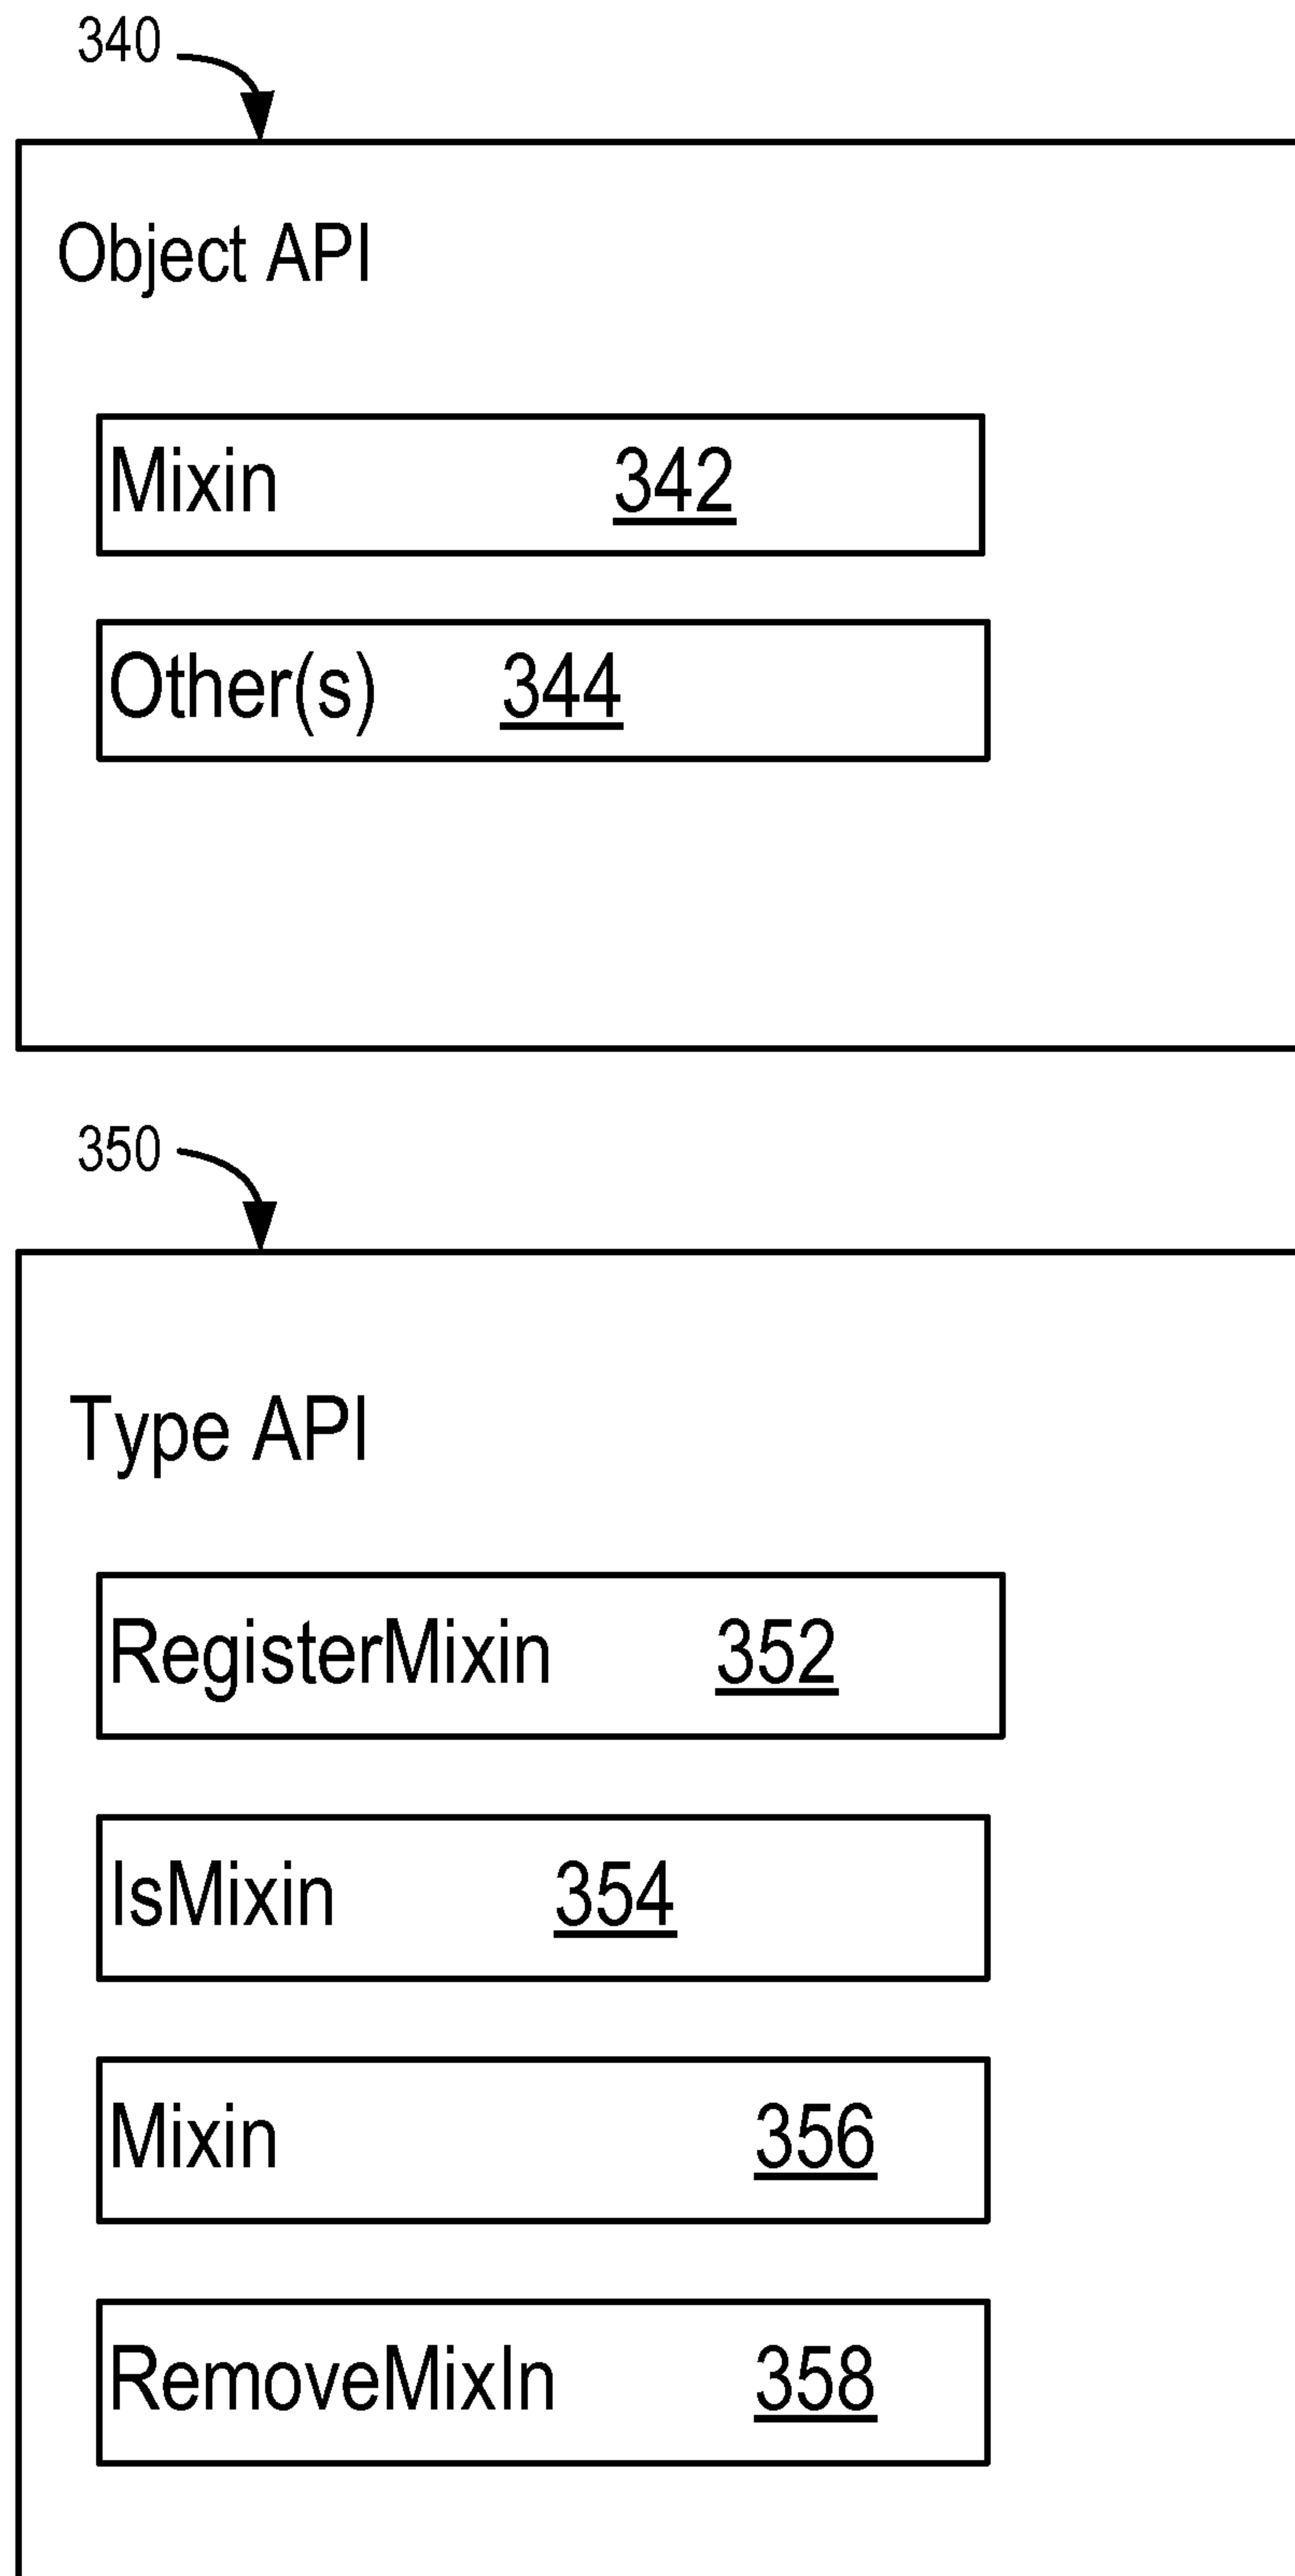 340
Object API
Mixin 342
Other(s) 344
350
Type API
RegisterMixin 352
IsMixin 354
Mixin 356
RemoveMixIn 358